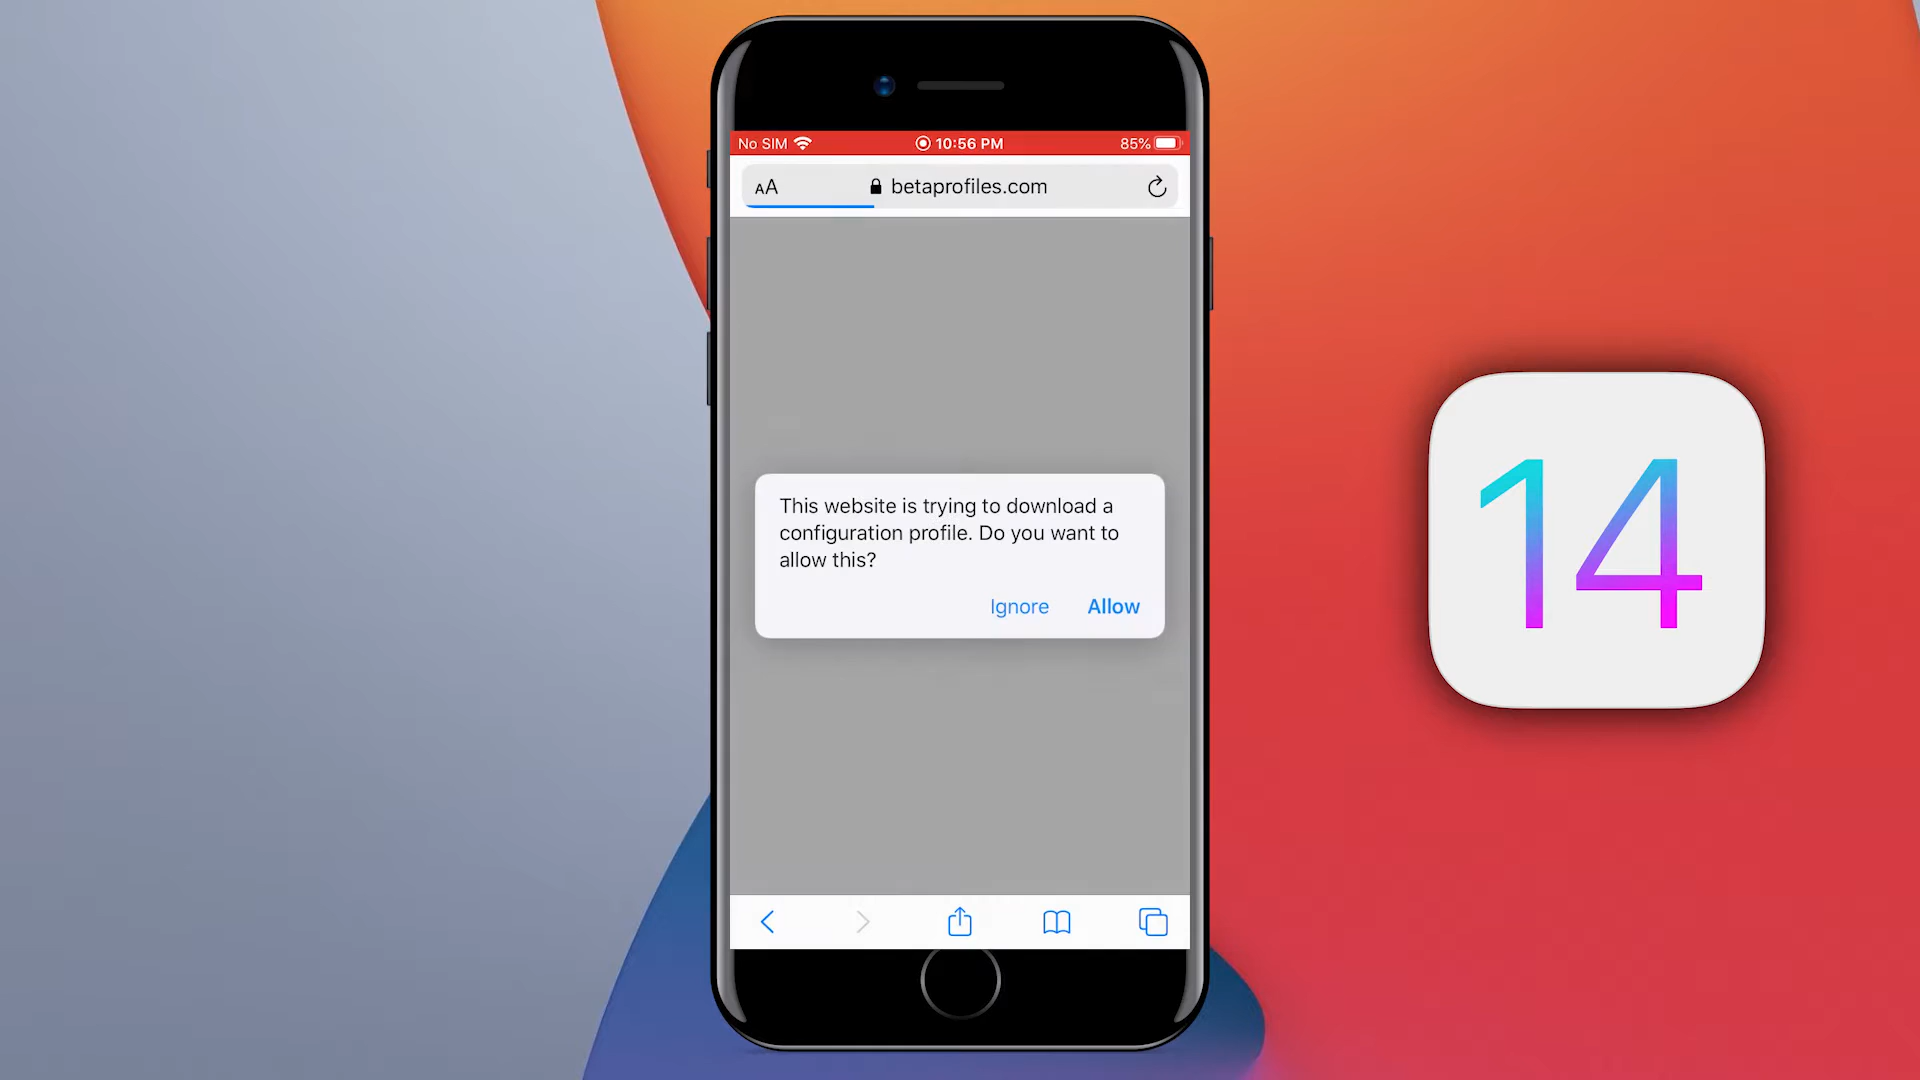 No SIM
10:56 PM
85%
AA
betaprofiles.com
This website is trying to download a
configuration profile. Do you want to
allow this?
Ignore
Allow
14